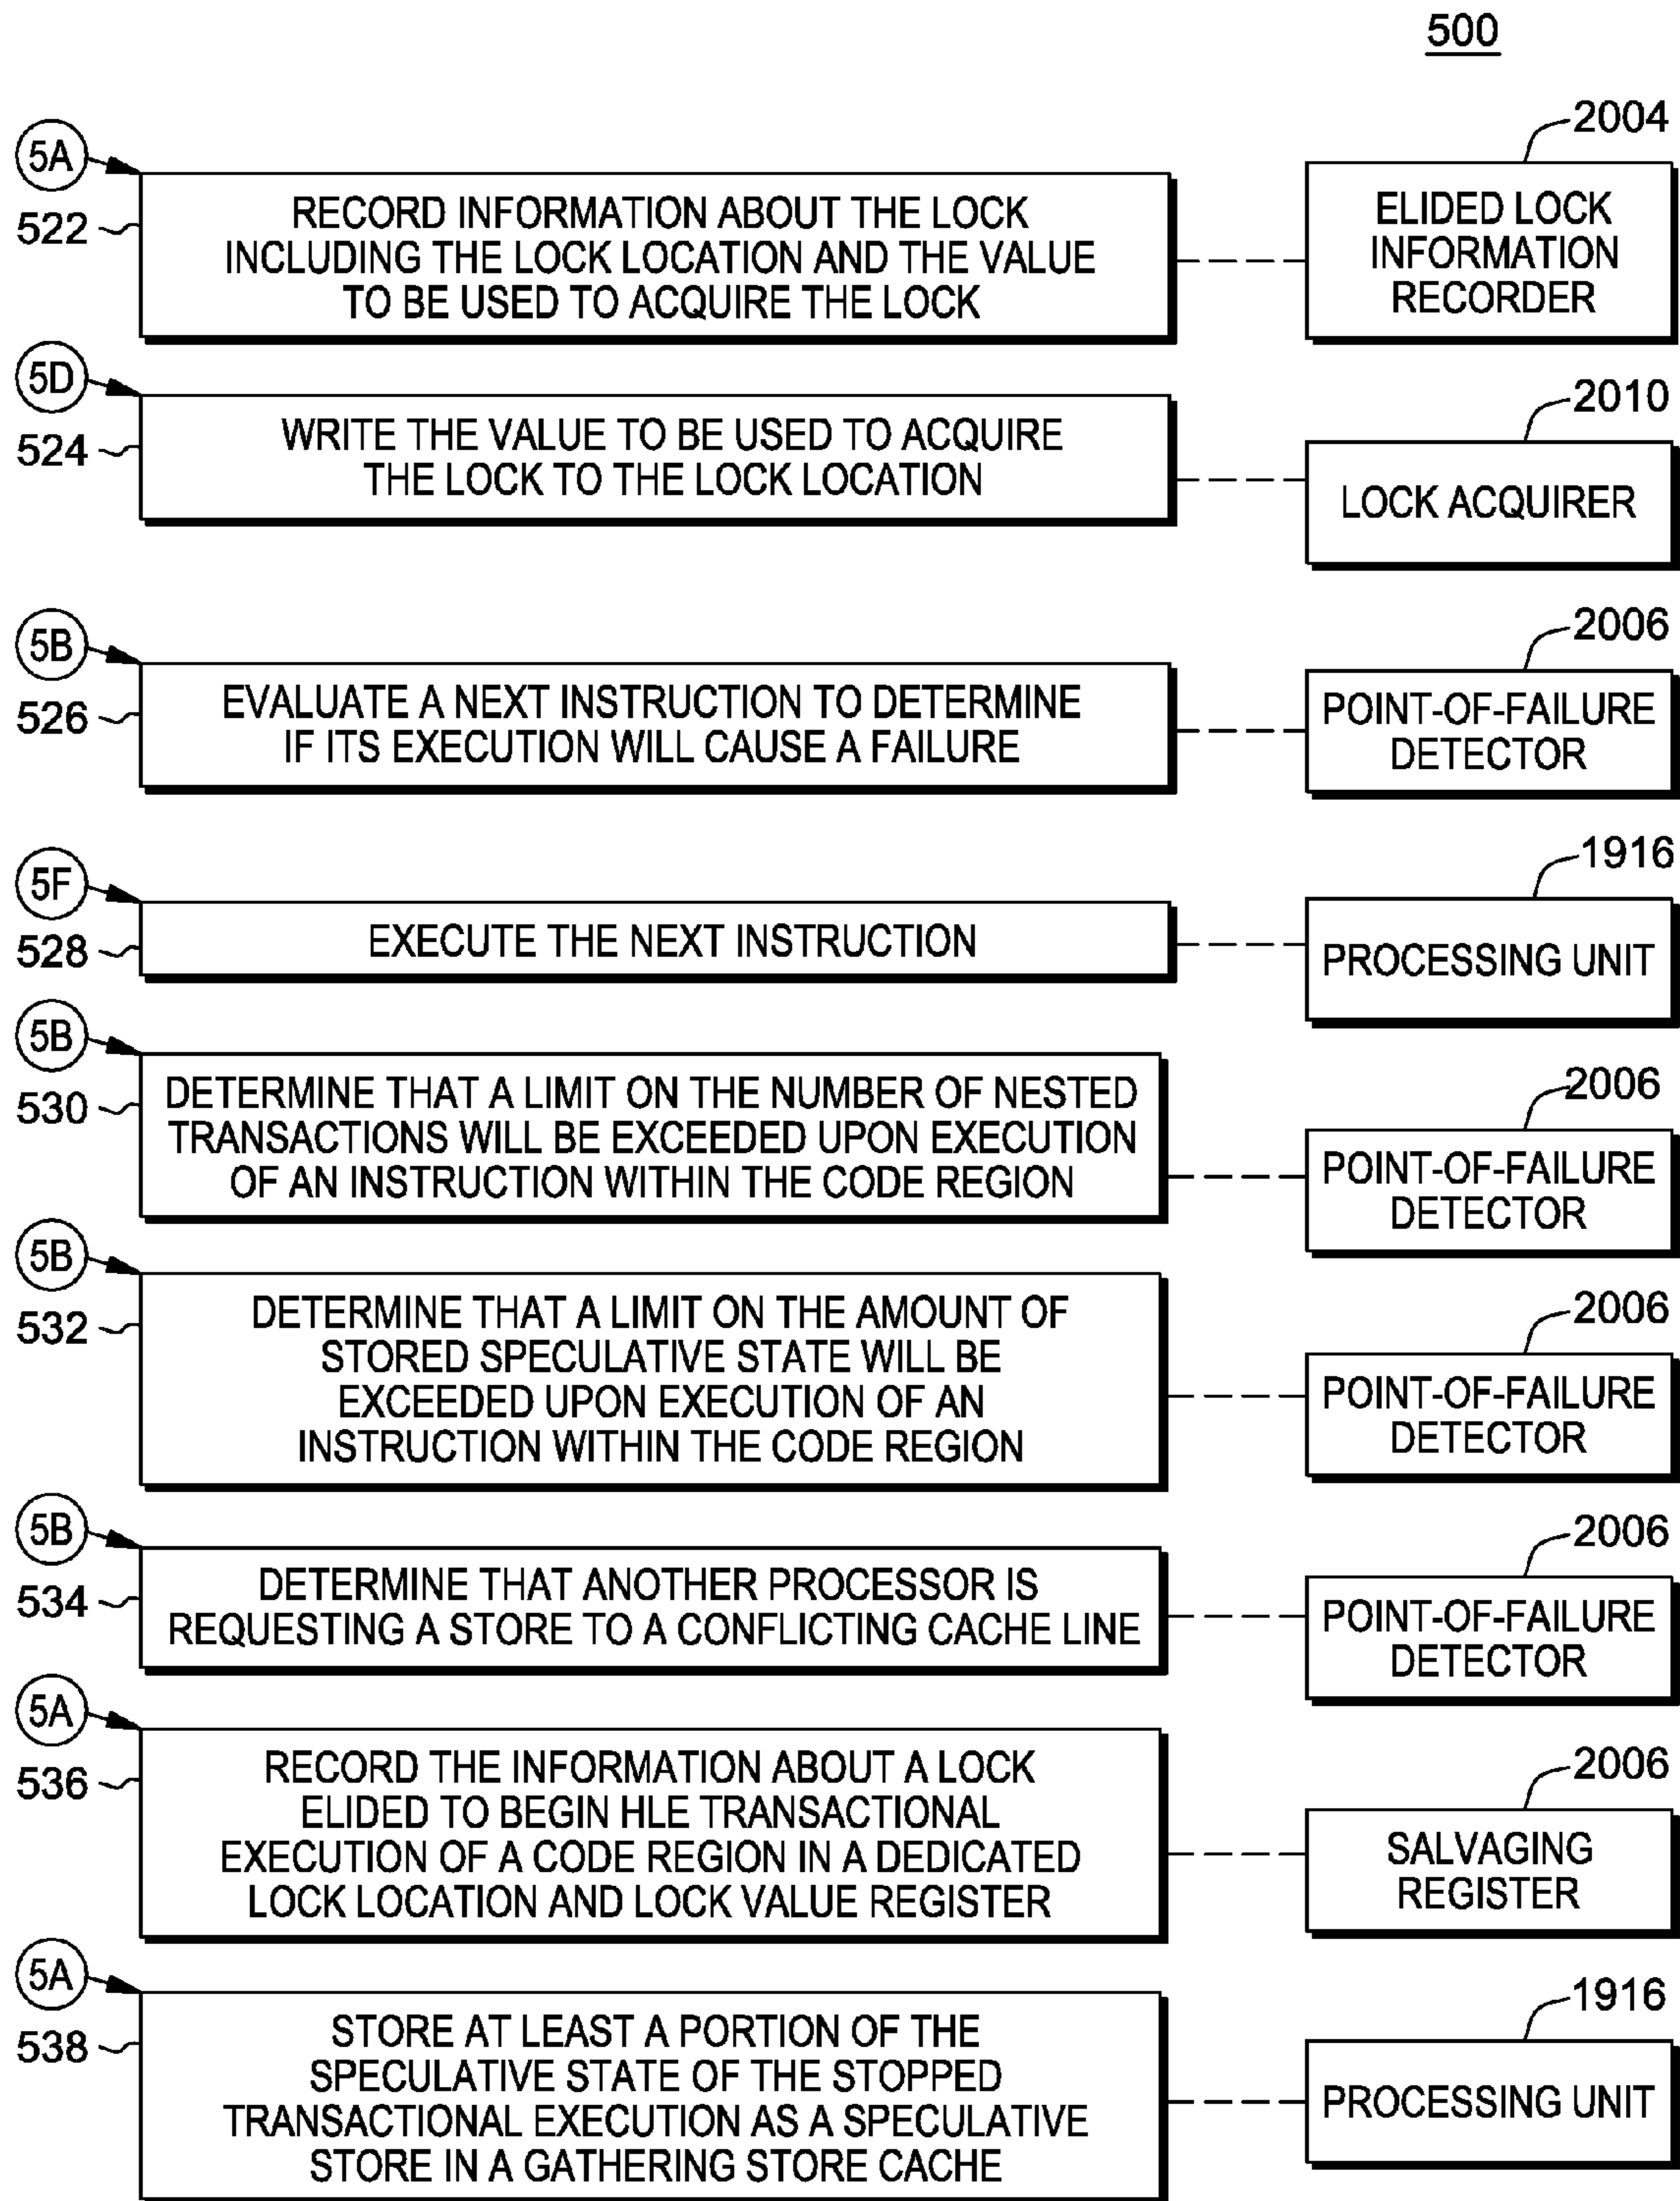 500
5A
522
RECORD INFORMATION ABOUT THE LOCK
INCLUDING THE LOCK LOCATION AND THE VALUE
TO BE USED TO ACQUIRE THE LOCK
2004
ELIDED LOCK
INFORMATION
RECORDER
5D
524
WRITE THE VALUE TO BE USED TO ACQUIRE
THE LOCK TO THE LOCK LOCATION
2010
LOCK ACQUIRER
5B
526
EVALUATE A NEXT INSTRUCTION TO DETERMINE
IF ITS EXECUTION WILL CAUSE A FAILURE
2006
POINT-OF-FAILURE
DETECTOR
5F
528
EXECUTE THE NEXT INSTRUCTION
1916
PROCESSING UNIT
5B
530
DETERMINE THAT A LIMIT ON THE NUMBER OF NESTED
TRANSACTIONS WILL BE EXCEEDED UPON EXECUTION
OF AN INSTRUCTION WITHIN THE CODE REGION
2006
POINT-OF-FAILURE
DETECTOR
5B
532
DETERMINE THAT A LIMIT ON THE AMOUNT OF
STORED SPECULATIVE STATE WILL BE
EXCEEDED UPON EXECUTION OF AN
INSTRUCTION WITHIN THE CODE REGION
2006
POINT-OF-FAILURE
DETECTOR
5B
534
DETERMINE THAT ANOTHER PROCESSOR IS
REQUESTING A STORE TO A CONFLICTING CACHE LINE
2006
POINT-OF-FAILURE
DETECTOR
5A
536
RECORD THE INFORMATION ABOUT A LOCK
ELIDED TO BEGIN HLE TRANSACTIONAL
EXECUTION OF A CODE REGION IN A DEDICATED
LOCK LOCATION AND LOCK VALUE REGISTER
2006
SALVAGING
REGISTER
5A
538
STORE AT LEAST A PORTION OF THE
SPECULATIVE STATE OF THE STOPPED
TRANSACTIONAL EXECUTION AS A SPECULATIVE
STORE IN A GATHERING STORE CACHE
1916
PROCESSING UNIT